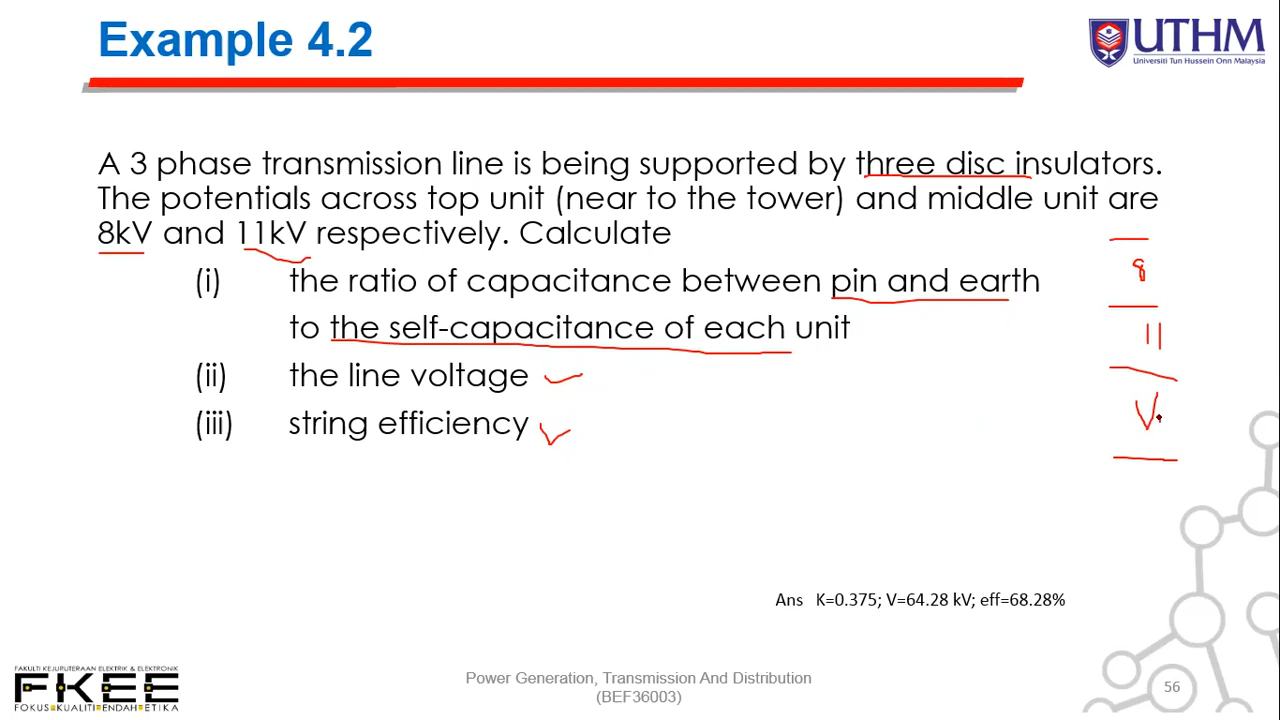 Example 4.2
UTHM
Universiti Tun Hussein Onn Malaysia
A 3 phase transmission line is being supported by three disc insulators.
The potentials across top unit (near to the tower) and middle unit are
8kV and 11kV respectively. Calculate
(i) the ratio of capacitance between pin and earth
to the self-capacitance of each unit
(ii) the line voltage
(iii) string efficiency
8
11
V
Ans K=0.375; V=64.28 kV; eff=68.28%
FAKULTI KEJURUTERAAN ELEKTRIK & ELEKTRONIK
FKEE
FOKUS KUALITI ENDAH ETIKA
Power Generation, Transmission And Distribution
(BEF36003)
56